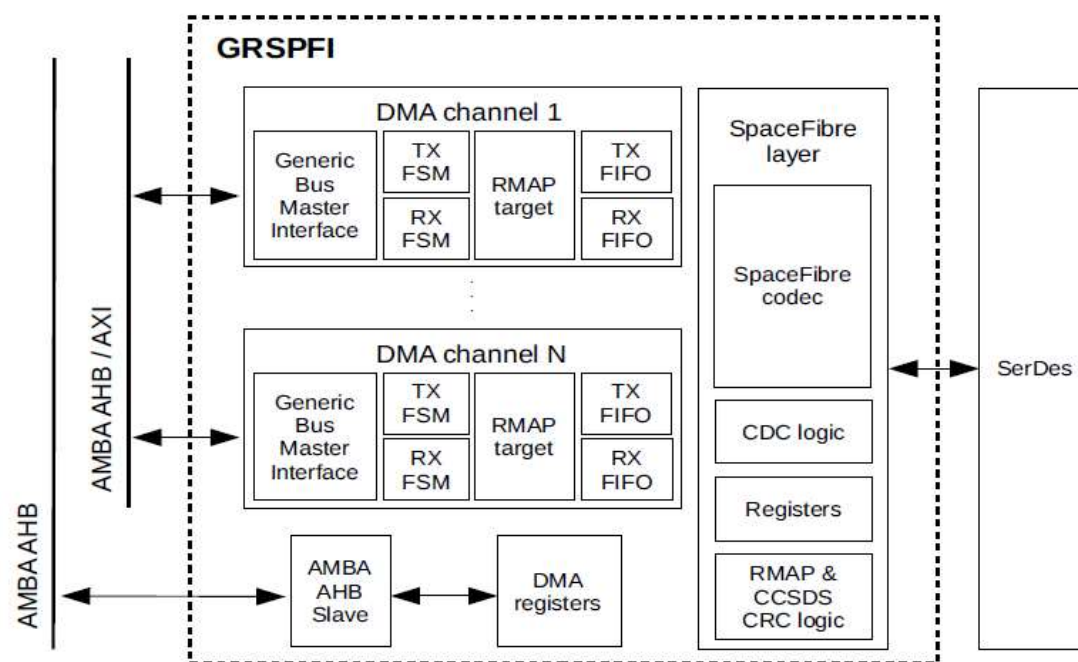 GRSPFI
DMA channel 1
Generic
Bus
Master
Interface
TX
FSM
RX
FSM
RMAP
target
TX
FIFO
RX
FIFO
DMA channel N
Generic
Bus
Master
Interface
TX
FSM
RX
FSM
RMAP
target
TX
FIFO
RX
FIFO
AMBA
AHB
Slave
DMA
registers
SpaceFibre
layer
SpaceFibre
codec
CDC logic
Registers
RMAP &
CCSDS
CRC logic
SerDes
AMBA AHB / AXI
AMBA AHB